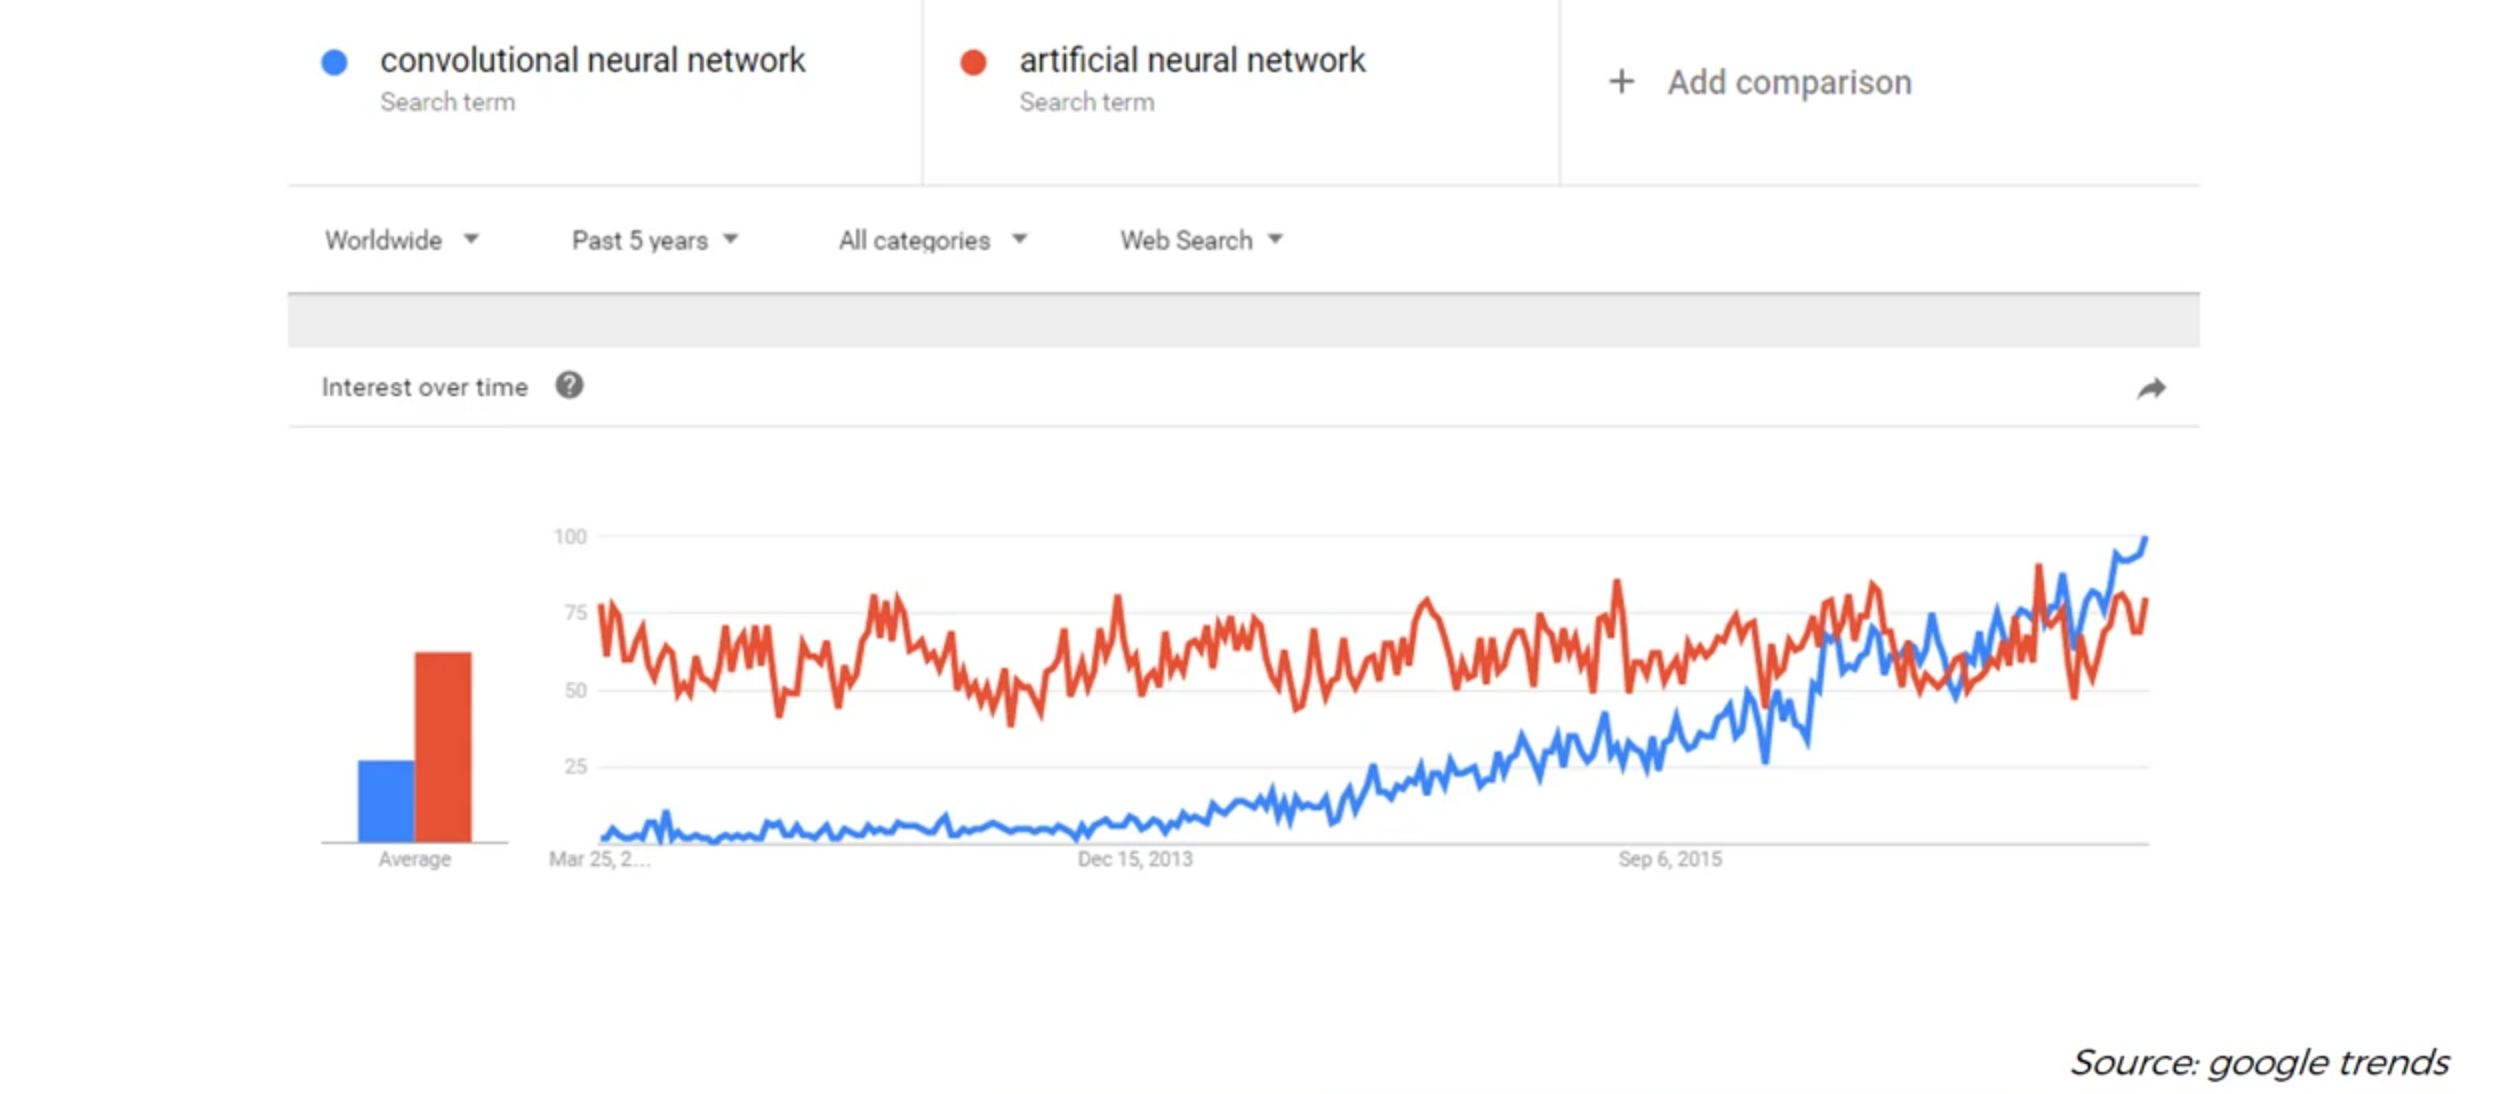 convolutional neural network
Search term
artificial neural network
Search term
+ Add comparison
Worldwide
Past 5 years
All categories
Web Search
Interest over time ?
100
75
50
25
Average
Mar 25, 2...
Dec 15, 2013
Sep 6, 2015
Source: google trends